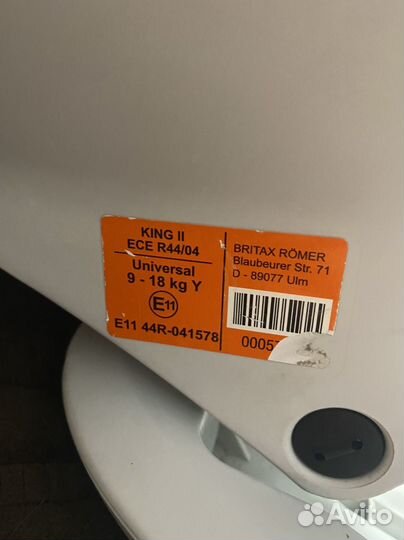 KING II
ECE R44/04
Universal
9 - 18 kg Y
E11
E11 44R-041578
BRITAX RÖMER
Blaubeurer Str. 71
D - 89077 Ulm
Avito